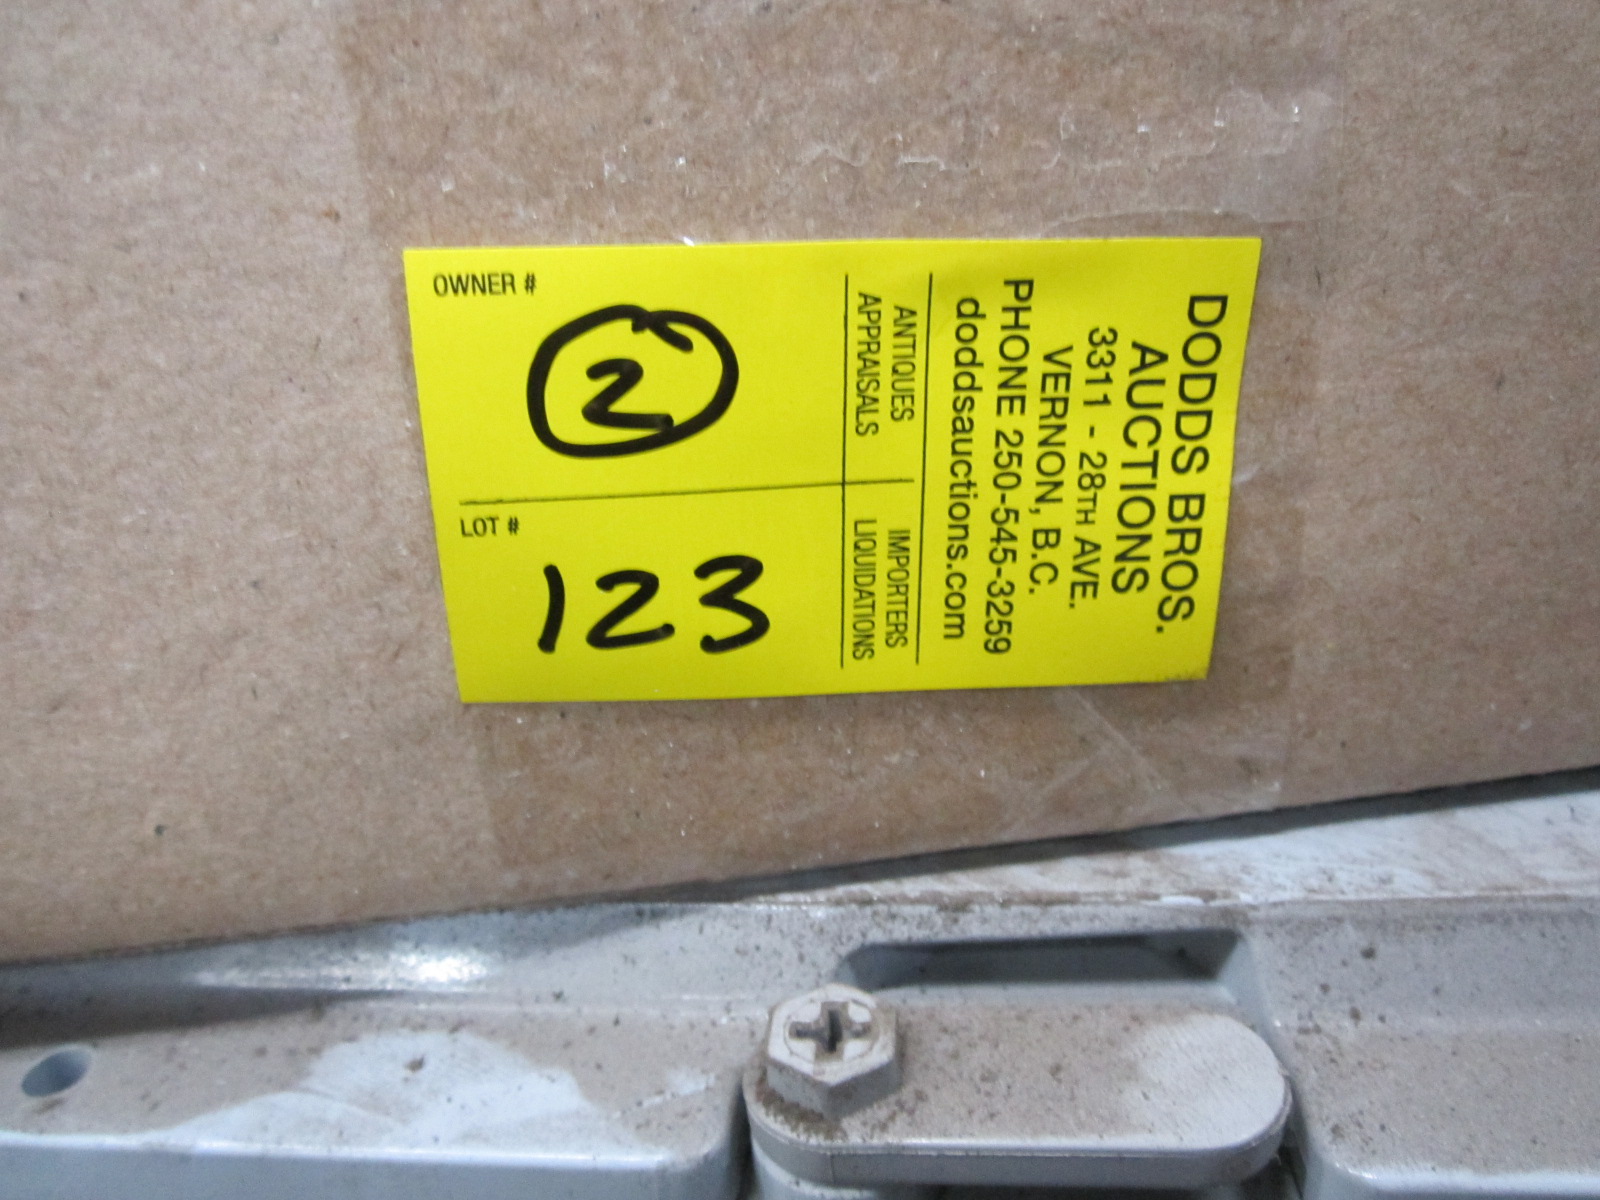 DODDS BROS.
AUCTIONS
3311 - 28TH AVE.
VERNON, B.C.
PHONE 250-545-3259
doddsauctions.com
ANTIQUES IMPORTERS
APPRAISALS LIQUIDATIONS
OWNER #
2
LOT #
123